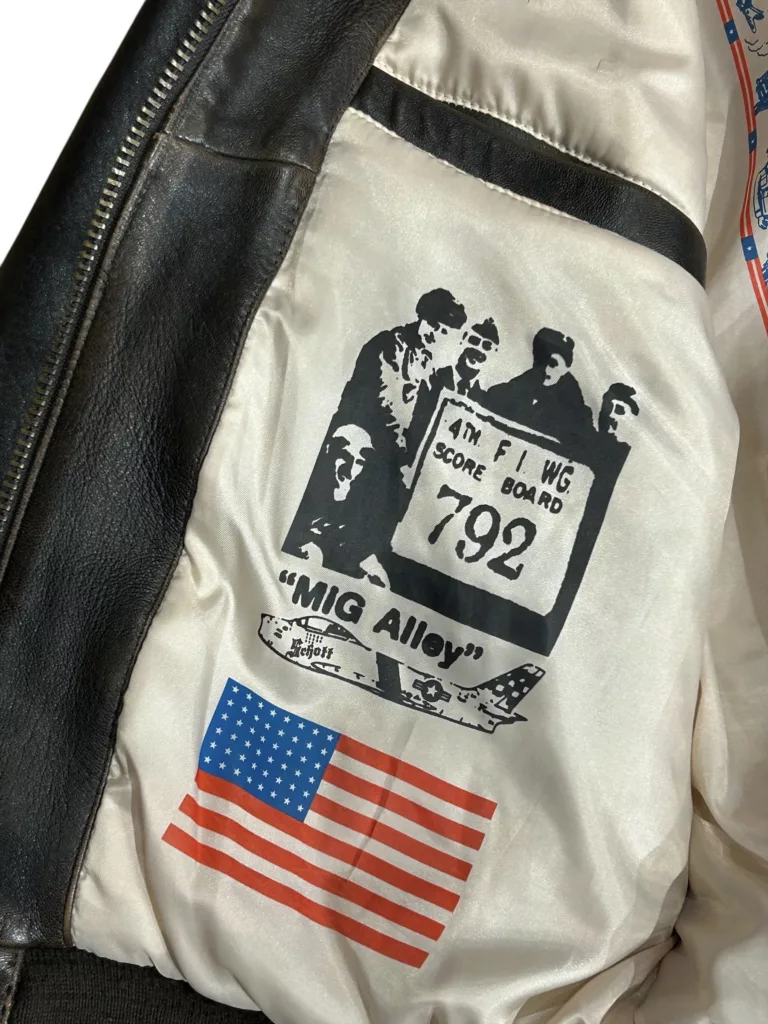 4TH F. I. WG.
SCORE BOARD
792
“MIG Alley”
Schott